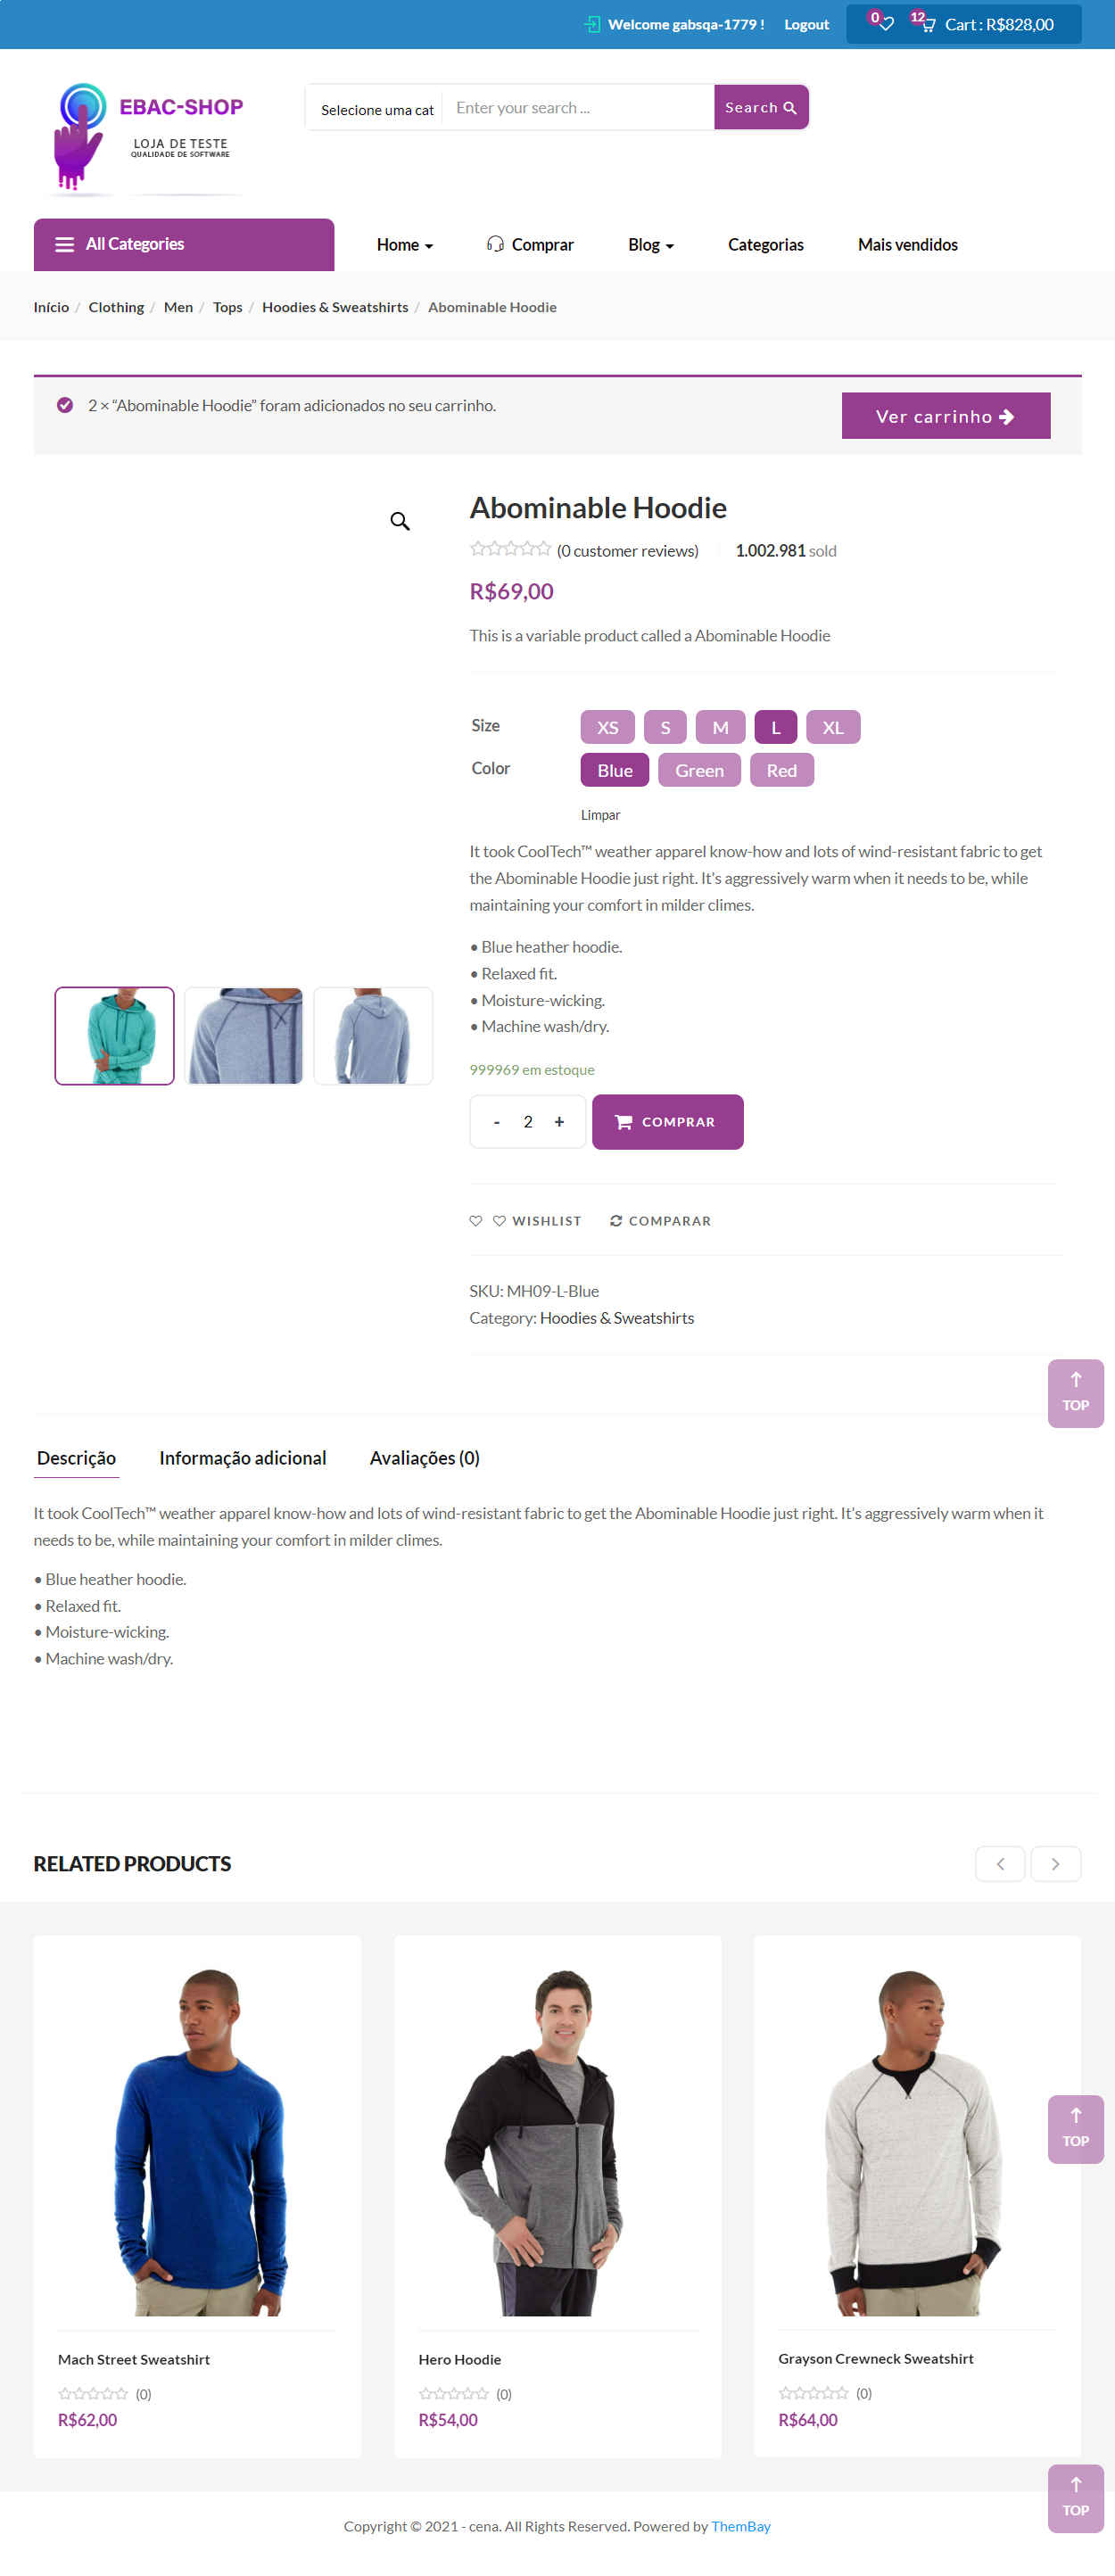 Welcome gabsqa-1779 !
Logout
0
12
Cart : R$828,00
EBAC-SHOP
LOJA DE TESTE
QUALIDADE DE SOFTWARE
Selecione uma cat
Enter your search ...
Search
All Categories
Home
Comprar
Blog
Categorias
Mais vendidos
Início / Clothing / Men / Tops / Hoodies & Sweatshirts / Abominable Hoodie
2 × “Abominable Hoodie” foram adicionados no seu carrinho.
Ver carrinho
Abominable Hoodie
(0 customer reviews)
1.002.981 sold
R$69,00
This is a variable product called a Abominable Hoodie
Size
XS
S
M
L
XL
Color
Blue
Green
Red
Limpar
It took CoolTech™ weather apparel know-how and lots of wind-resistant fabric to get
the Abominable Hoodie just right. It’s aggressively warm when it needs to be, while
maintaining your comfort in milder climes.
• Blue heather hoodie.
• Relaxed fit.
• Moisture-wicking.
• Machine wash/dry.
999969 em estoque
- 2 +
COMPRAR
WISHLIST
COMPARAR
SKU: MH09-L-Blue
Category: Hoodies & Sweatshirts
TOP
Descrição
Informação adicional
Avaliações (0)
It took CoolTech™ weather apparel know-how and lots of wind-resistant fabric to get the Abominable Hoodie just right. It’s aggressively warm when it
needs to be, while maintaining your comfort in milder climes.
• Blue heather hoodie.
• Relaxed fit.
• Moisture-wicking.
• Machine wash/dry.
RELATED PRODUCTS
TOP
Mach Street Sweatshirt
(0)
R$62,00
Hero Hoodie
(0)
R$54,00
Grayson Crewneck Sweatshirt
(0)
R$64,00
TOP
Copyright © 2021 - cena. All Rights Reserved. Powered by ThemBay